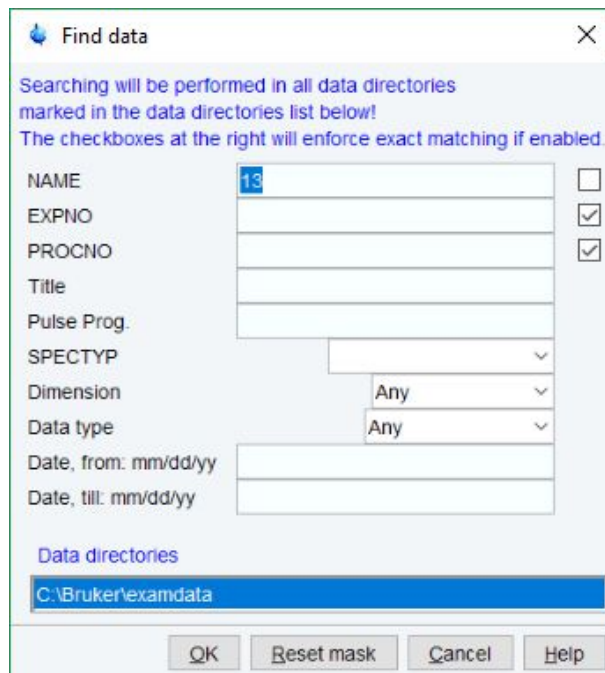 Find data
Searching will be performed in all data directories
marked in the data directories list below!
The checkboxes at the right will enforce exact matching if enabled.
NAME 13
EXPNO
PROCNO
Title
Pulse Prog.
SPECTYP
Dimension Any
Data type Any
Date, from: mm/dd/yy
Date, till: mm/dd/yy
Data directories
C:\Bruker\examdata
OK Reset mask Cancel Help